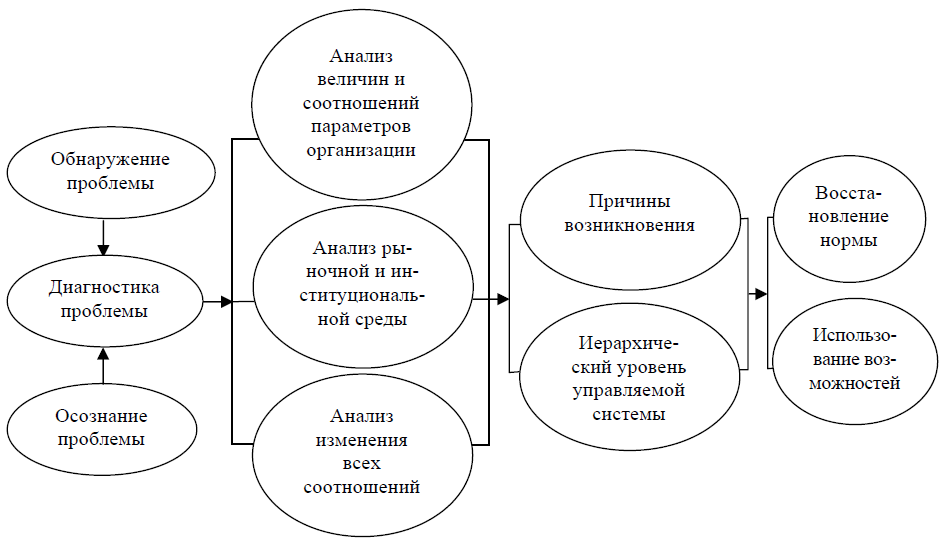 Обнаружение
проблемы
Диагностика
проблемы
Осознание
проблемы
Анализ
величин и
соотношений
параметров
организации
Анализ ры-
ночной и ин-
ституциональ-
ной среды
Анализ
изменения
всех
соотношений
Причины
возникновения
Иерархиче-
ский уровень
управляемой
системы
Восста-
новление
нормы
Использо-
вание воз-
можностей